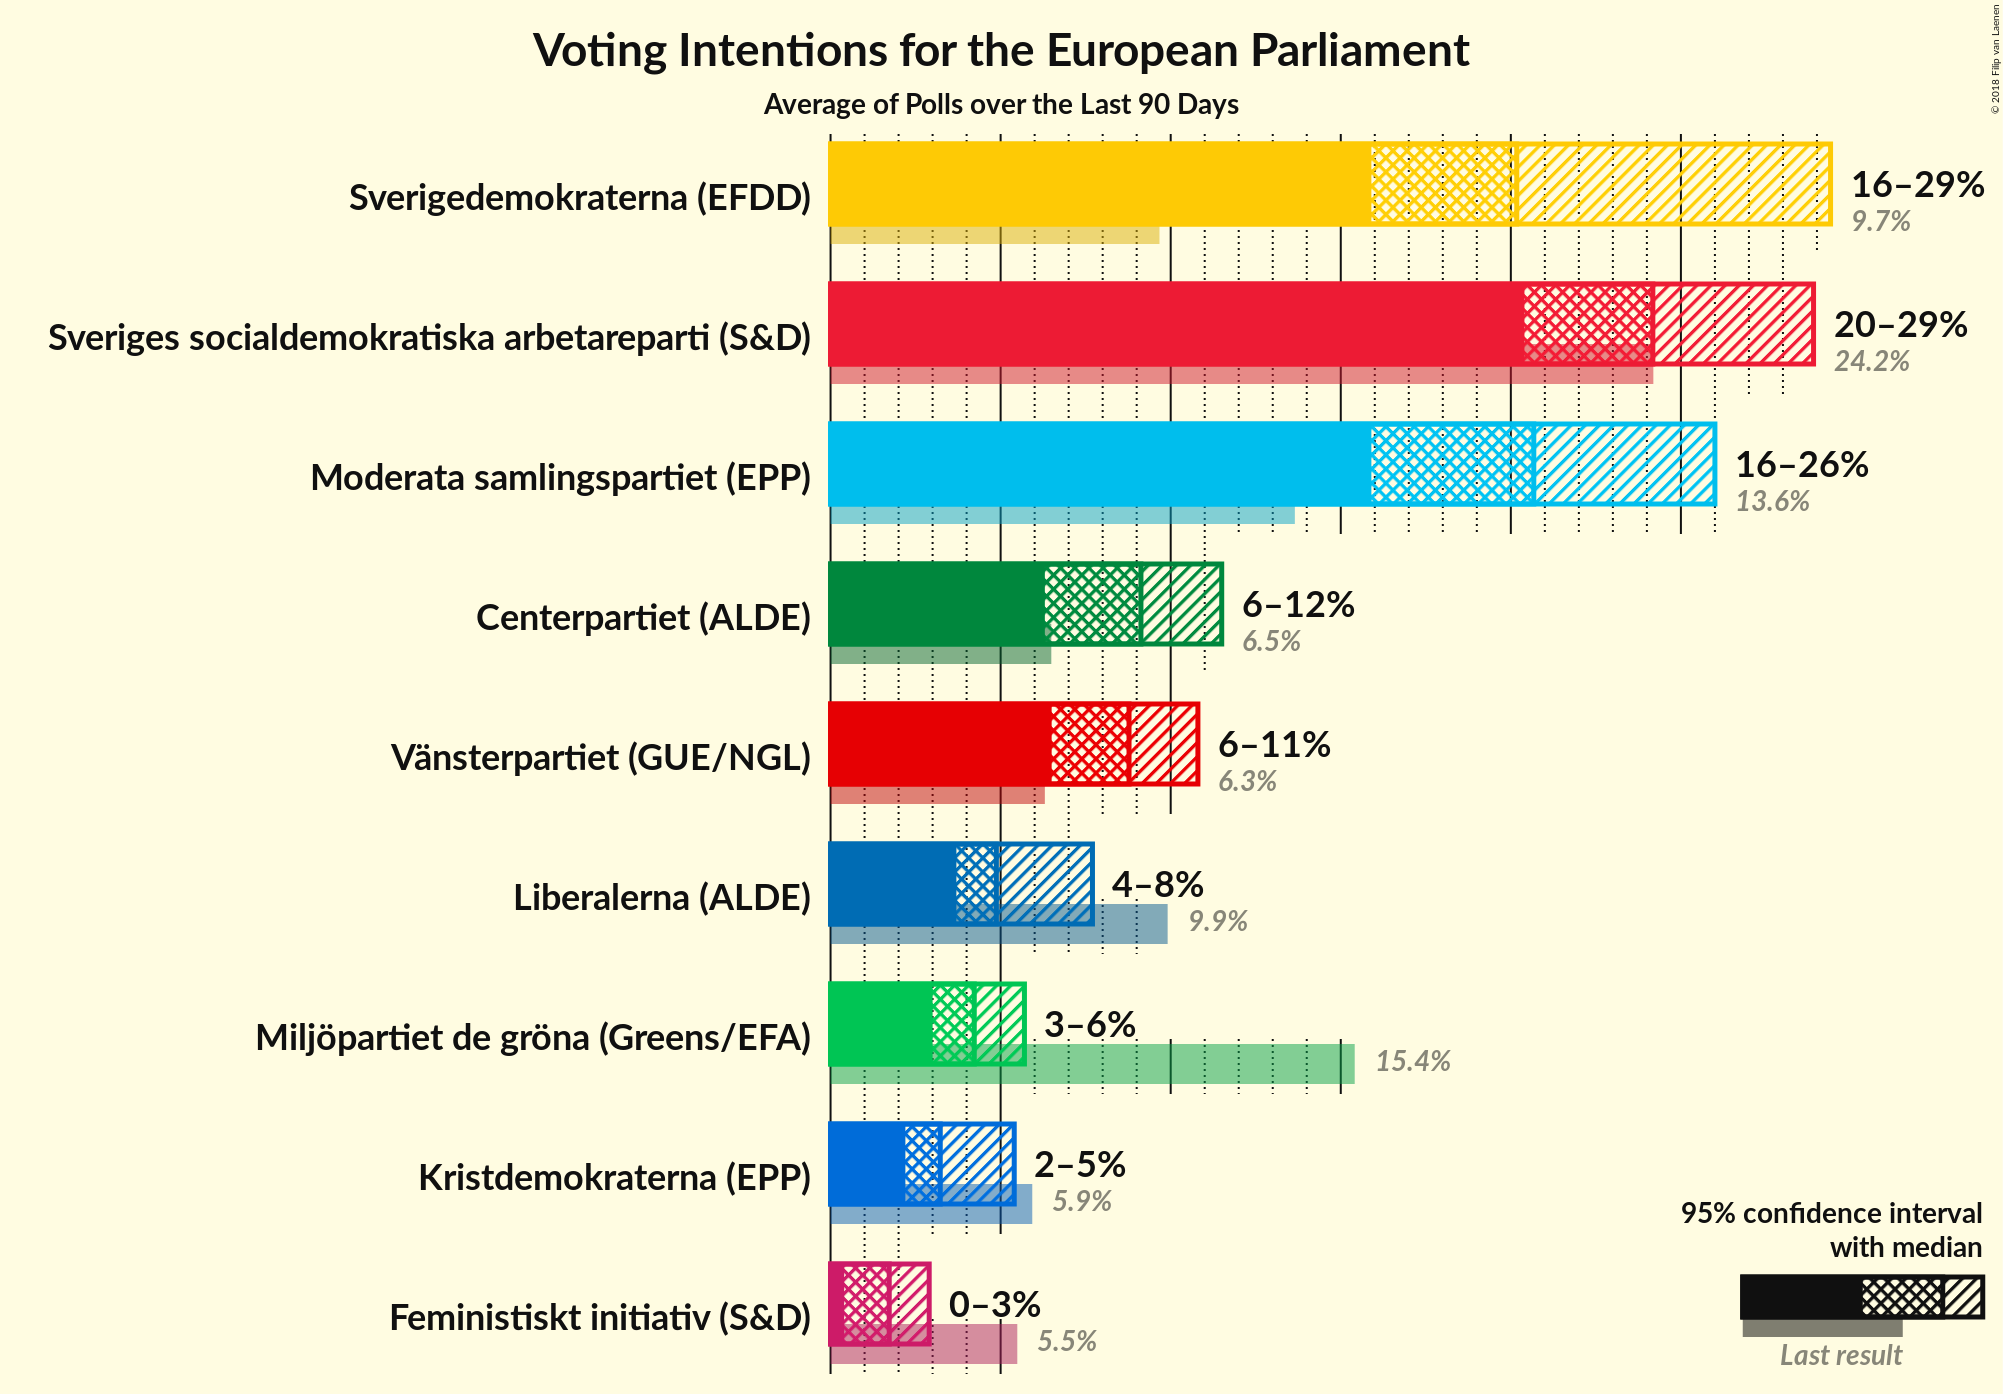 Voting Intentions for the European Parliament
Average of Polls over the Last 90 Days
© 2018 Filip van Laenen
Sverigedemokraterna (EFDD)
16–29%
9.7%
Sveriges socialdemokratiska arbetareparti (S&D)
20–29%
24.2%
Moderata samlingspartiet (EPP)
16–26%
13.6%
Centerpartiet (ALDE)
6–12%
6.5%
Vänsterpartiet (GUE/NGL)
6–11%
6.3%
Liberalerna (ALDE)
4–8%
9.9%
Miljöpartiet de gröna (Greens/EFA)
3–6%
15.4%
Kristdemokraterna (EPP)
2–5%
5.9%
Feministiskt initiativ (S&D)
0–3%
5.5%
95% confidence interval
with median
Last result